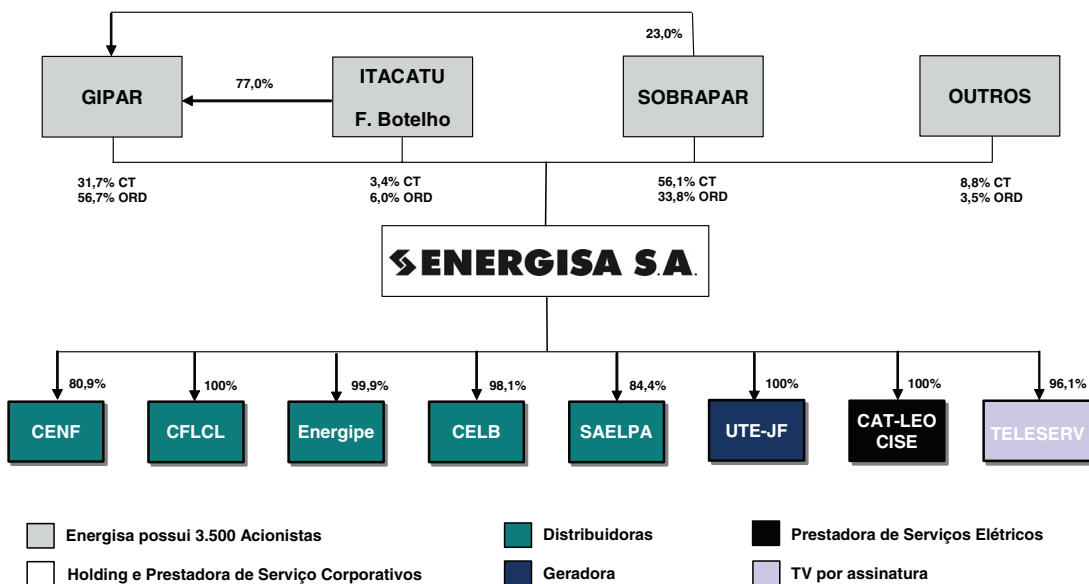 23,0%
GIPAR
77,0%
ITACATU
F. Botelho
SOBRAPAR
OUTROS
31,7% CT
56,7% ORD
3,4% CT
6,0% ORD
56,1% CT
33,8% ORD
8,8% CT
3,5% ORD
ENERGISA S.A.
80,9%
100%
99,9%
98,1%
84,4%
100%
100%
96,1%
CENF
CFLCL
Energipe
CELB
SAELPA
UTE-JF
CAT-LEO
CISE
TELESERV
Energisa possui 3.500 Acionistas
Distribuidoras
Prestadora de Serviços Elétricos
Holding e Prestadora de Serviço Corporativos
Geradora
TV por assinatura